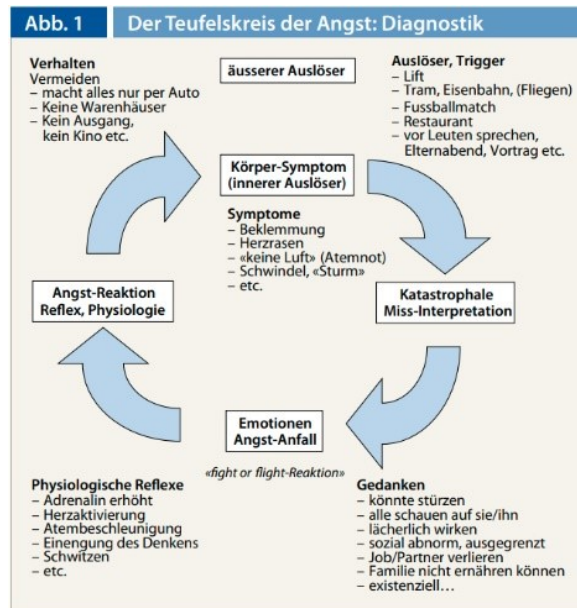 Abb. 1
Der Teufelskreis der Angst: Diagnostik
Verhalten
Vermeiden
– macht alles nur per Auto
– Keine Warenhäuser
– Kein Ausgang,
kein Kino etc.
äusserer Auslöser
Auslöser, Trigger
– Lift
– Tram, Eisenbahn, (Fliegen)
– Fussballmatch
– Restaurant
– vor Leuten sprechen,
Elternabend, Vortrag etc.
Körper-Symptom
(innerer Auslöser)
Symptome
– Beklemmung
– Herzrasen
– «keine Luft» (Atemnot)
– Schwindel, «Sturm»
– etc.
Angst-Reaktion
Reflex, Physiologie
Katastrophale
Miss-Interpretation
Emotionen
Angst-Anfall
«fight or flight-Reaktion»
Physiologische Reflexe
– Adrenalin erhöht
– Herzaktivierung
– Atembeschleunigung
– Einengung des Denkens
– Schwitzen
– etc.
Gedanken
– könnte stürzen
– alle schauen auf sie/ihn
– lächerlich wirken
– sozial abnorm, ausgegrenzt
– Job/Partner verlieren
– Familie nicht ernähren können
– existenziell…